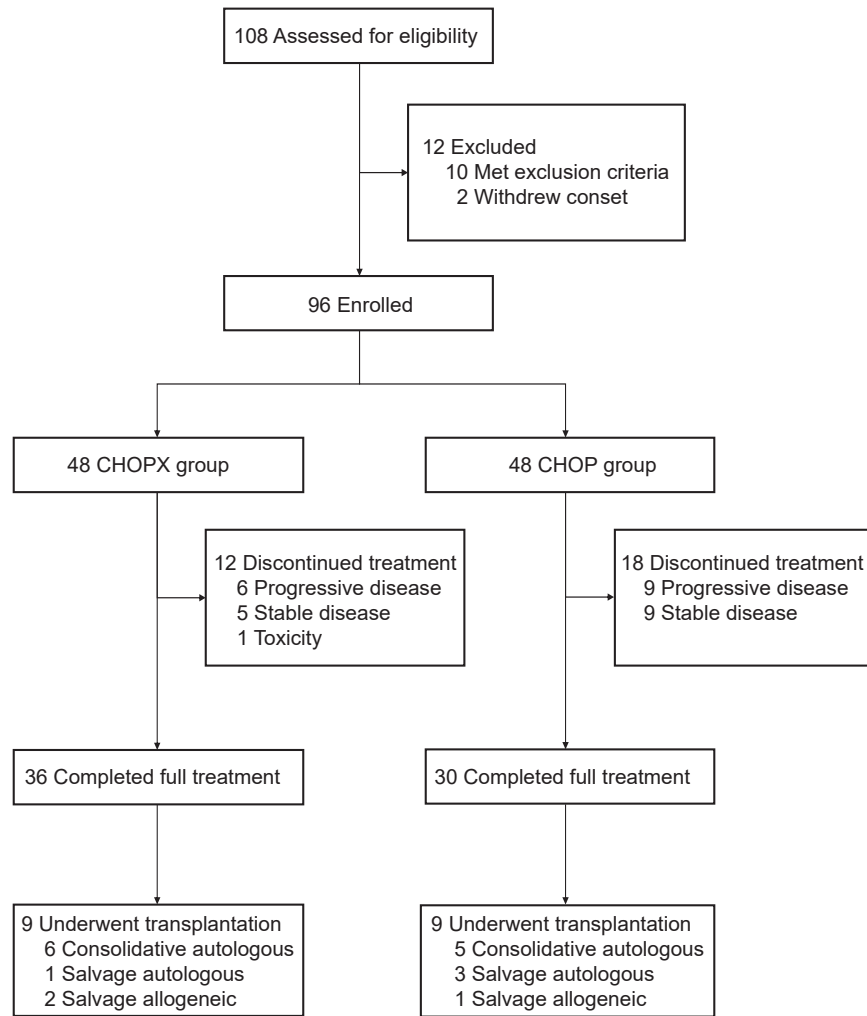 108 Assessed for eligibility
12 Excluded
10 Met exclusion criteria
2 Withdrew conset
96 Enrolled
48 CHOPX group
48 CHOP group
12 Discontinued treatment
6 Progressive disease
5 Stable disease
1 Toxicity
18 Discontinued treatment
9 Progressive disease
9 Stable disease
36 Completed full treatment
30 Completed full treatment
9 Underwent transplantation
6 Consolidative autologous
1 Salvage autologous
2 Salvage allogeneic
9 Underwent transplantation
5 Consolidative autologous
3 Salvage autologous
1 Salvage allogeneic